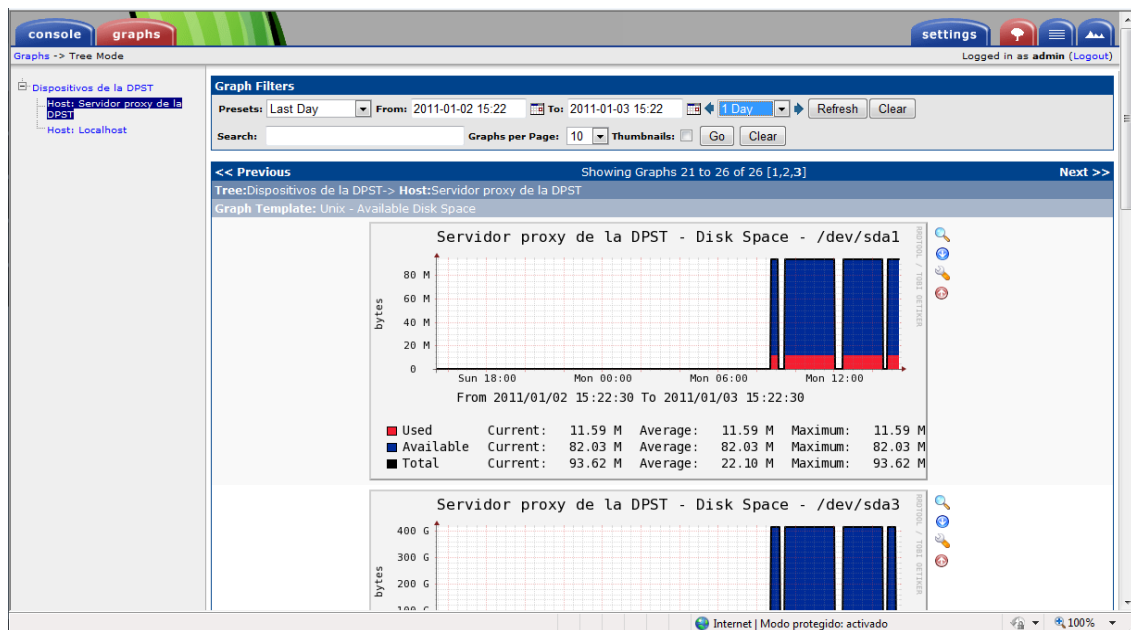 console graphs settings
Graphs -> Tree Mode Logged in as admin (Logout)
Dispositivos de la DPST
Host: Servidor proxy de la
DPST
Host: Localhost
Graph Filters
Presets: Last Day From: 2011-01-02 15:22 To: 2011-01-03 15:22 1 Day Refresh Clear
Search: Graphs per Page: 10 Thumbnails: Go Clear
<< Previous Showing Graphs 21 to 26 of 26 [1,2,3] Next >>
Tree:Dispositivos de la DPST-> Host:Servidor proxy de la DPST
Graph Template: Unix - Available Disk Space
Servidor proxy de la DPST - Disk Space - /dev/sda1
RRDTOOL / TOBI OETIKER
bytes
80 M
60 M
40 M
20 M
0
Sun 18:00 Mon 00:00 Mon 06:00 Mon 12:00
From 2011/01/02 15:22:30 To 2011/01/03 15:22:30
Used Current: 11.59 M Average: 11.59 M Maximum: 11.59 M
Available Current: 82.03 M Average: 82.03 M Maximum: 82.03 M
Total Current: 93.62 M Average: 22.10 M Maximum: 93.62 M
Servidor proxy de la DPST - Disk Space - /dev/sda3
RRDTOOL / TOBI OETIKER
bytes
400 G
300 G
200 G
100 G
Internet | Modo protegido: activado 100%